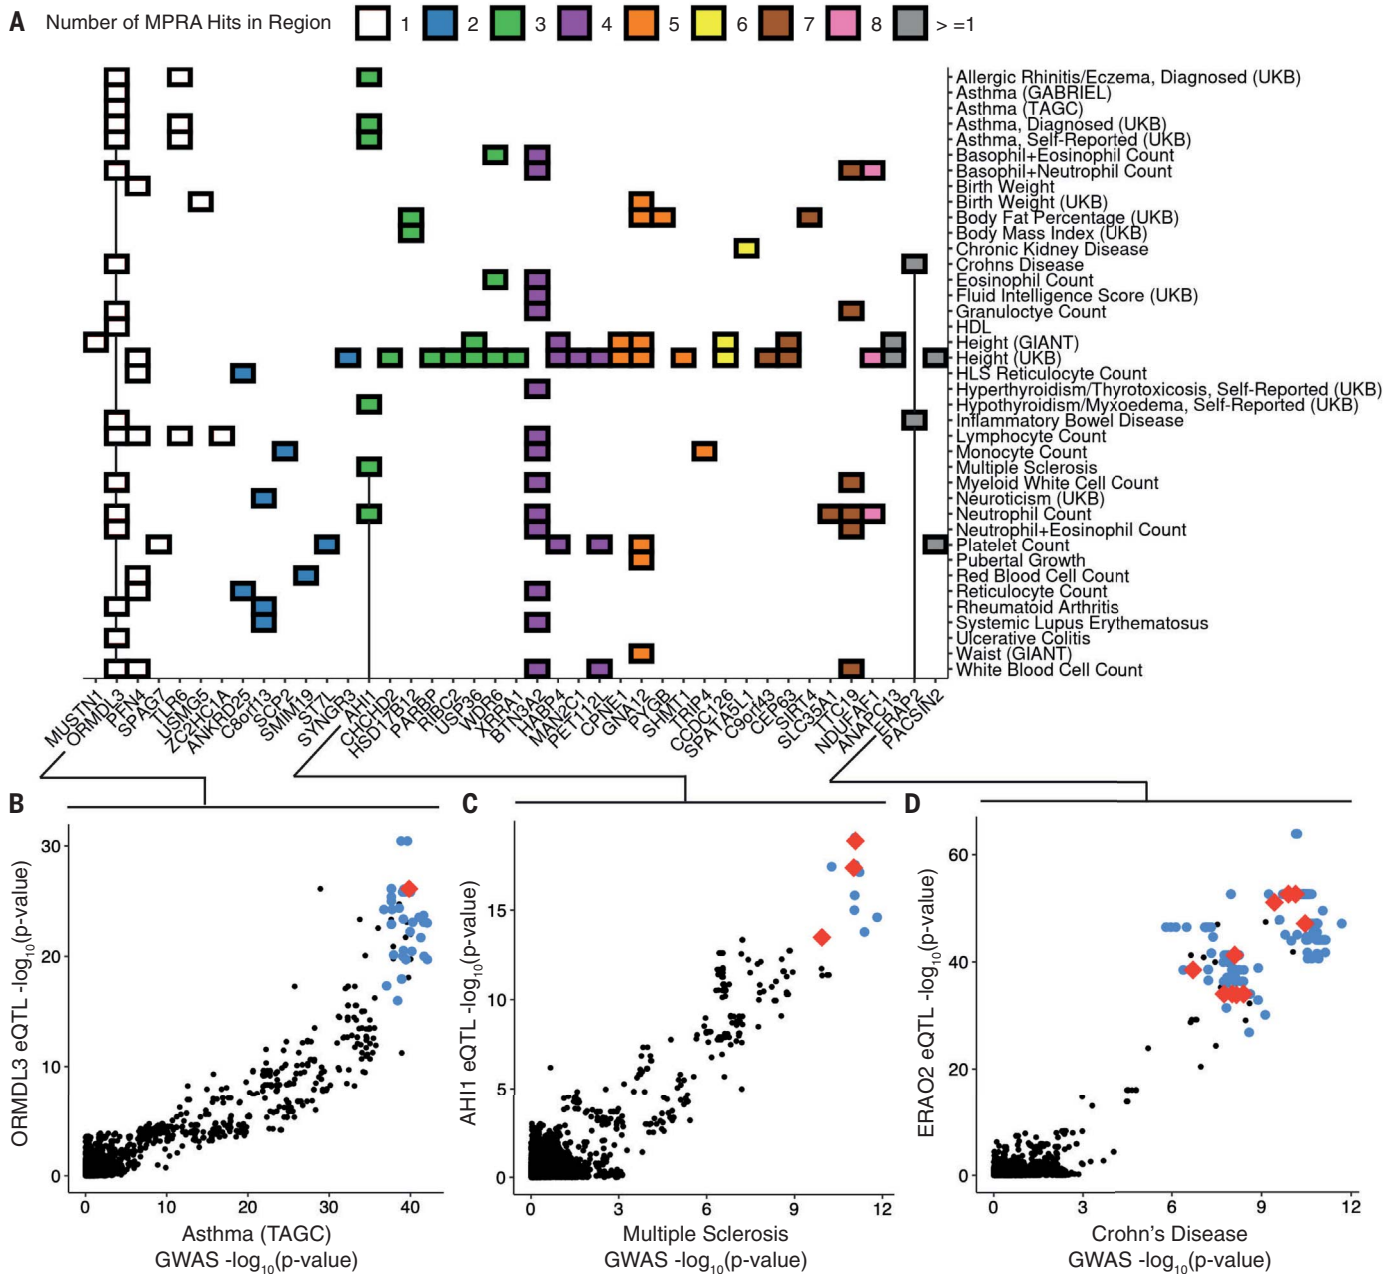 A Number of MPRA Hits in Region 1 2 3 4 5 6 7 8 > =1
Allergic Rhinitis/Eczema, Diagnosed (UKB)
Asthma (GABRIEL)
Asthma (TAGC)
Asthma, Diagnosed (UKB)
Asthma, Self-Reported (UKB)
Basophil+Eosinophil Count
Basophil+Neutrophil Count
Birth Weight
Birth Weight (UKB)
Body Fat Percentage (UKB)
Body Mass Index (UKB)
Chronic Kidney Disease
Crohns Disease
Eosinophil Count
Fluid Intelligence Score (UKB)
Granuloctye Count
HDL
Height (GIANT)
Height (UKB)
HLS Reticulocyte Count
Hyperthyroidism/Thyrotoxicosis, Self-Reported (UKB)
Hypothyroidism/Myxoedema, Self-Reported (UKB)
Inflammatory Bowel Disease
Lymphocyte Count
Monocyte Count
Multiple Sclerosis
Myeloid White Cell Count
Neuroticism (UKB)
Neutrophil Count
Neutrophil+Eosinophil Count
Platelet Count
Pubertal Growth
Red Blood Cell Count
Reticulocyte Count
Rheumatoid Arthritis
Systemic Lupus Erythematosus
Ulcerative Colitis
Waist (GIANT)
White Blood Cell Count
MUSTN1
ORMDL3
PFN4
SPAG7
TLR6
USMG5
ZC2HC1A
ANKRD25
C8orf13
SCP2
SMIM19
ST7L
SYNGR3
AHI1
CHCHD2
HSD17B12
PARBP
RIBC2
USP36
WDR6
XRRA1
BTN3A2
HABP4
MAN2C1
PET112L
CPNE1
GNA12
PYGB
SHMT1
TRIP4
CCDC126
SPATA5L1
C9orf43
CEP63
SIRT4
SLC35A1
TTC19
NDUFAF1
ANAPC13
ERAP2
PACSIN2
B
ORMDL3 eQTL -log10(p-value)
30
20
10
0
0 10 20 30 40
Asthma (TAGC)
GWAS -log10(p-value)
C
AHI1 eQTL -log10(p-value)
15
10
5
0
0 3 6 9 12
Multiple Sclerosis
GWAS -log10(p-value)
D
ERAO2 eQTL -log10(p-value)
60
40
20
0
0 3 6 9 12
Crohn's Disease
GWAS -log10(p-value)